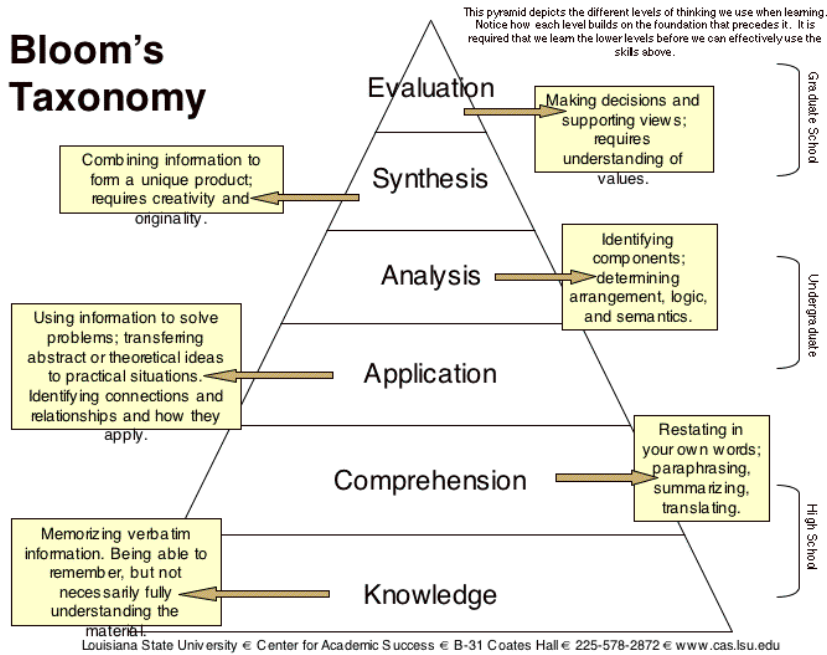 Bloom's
Taxonomy
This pyramid depicts the different levels of thinking we use when learning.
Notice how each level builds on the foundation that precedes it. It is
required that we learn the lower levels before we can effectively use the
skills above.
Evaluation
Making decisions and
supporting views;
requires
understanding of
values.
Graduate School
Combining information to
form a unique product;
requires creativity and
originality.
Synthesis
Analysis
Identifying
components;
determining
arrangement, logic,
and semantics.
Undergraduate
Using information to solve
problems; transferring
abstract or theoretical ideas
to practical situations.
Identifying connections and
relationships and how they
apply.
Application
Comprehension
Restating in
your own words;
paraphrasing,
summarizing,
translating.
High School
Memorizing verbatim
information. Being able to
remember, but not
necessarily fully
understanding the
material.
Knowledge
Louisiana State University € Center for Academic Success € B-31 Coates Hall € 225-578-2872 € www.cas.lsu.edu